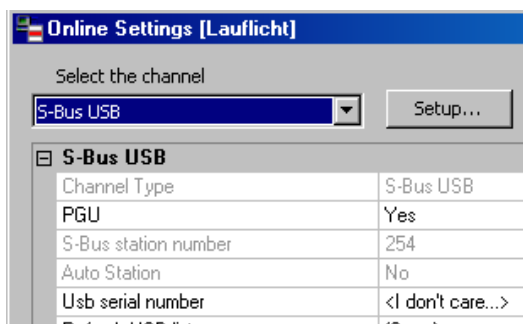 Online Settings [Lauflicht]
Select the channel
S-Bus USB
Setup...
S-Bus USB
Channel Type S-Bus USB
PGU Yes
S-Bus station number 254
Auto Station No
Usb serial number <I don't care...>